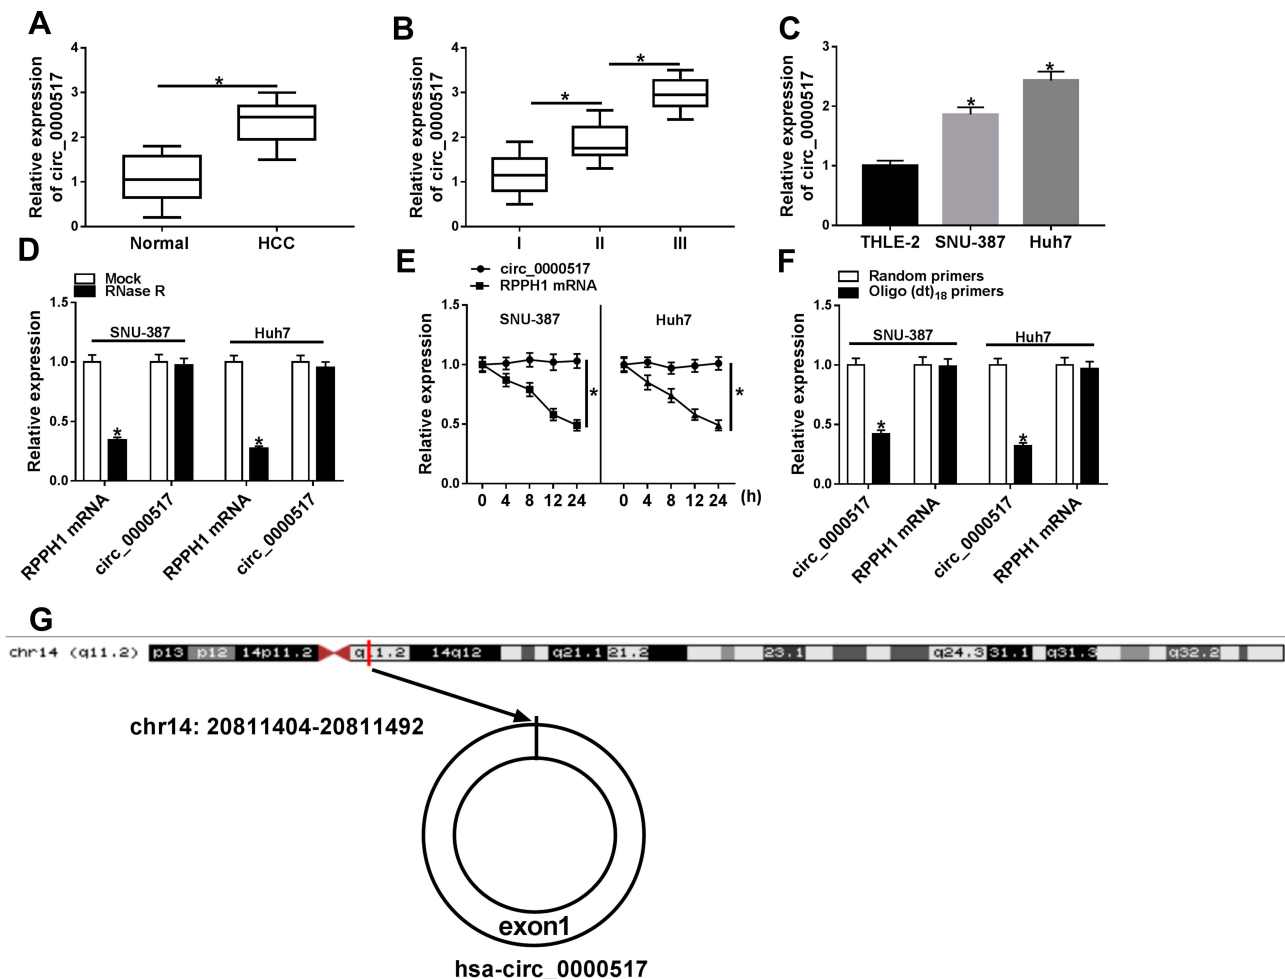 A
Relative expression
of circ_0000517
4
3
2
1
0
*
Normal
HCC
B
Relative expression
of circ_0000517
4
3
2
1
0
*
*
I
II
III
C
Relative expression
of circ_0000517
3
2
1
0
*
*
THLE-2
SNU-387
Huh7
D
Mock
RNase R
Relative expression
1.5
1.0
0.5
0.0
SNU-387
Huh7
*
*
RPPH1 mRNA
circ_0000517
RPPH1 mRNA
circ_0000517
E
circ_0000517
RPPH1 mRNA
Relative expression
1.5
1.0
0.5
0.0
SNU-387
Huh7
*
*
0 4 8 12 24
0 4 8 12 24 (h)
F
Random primers
Oligo (dt)18 primers
Relative expression
1.5
1.0
0.5
0.0
SNU-387
Huh7
*
*
circ_0000517
RPPH1 mRNA
circ_0000517
RPPH1 mRNA
G
chr14 (q11.2) p13 p12 14p11.2 q11.2 14q12 q21.1 21.2 23.1 q24.3 31.1 q31.3 q32.2
chr14: 20811404-20811492
exon1
hsa-circ_0000517